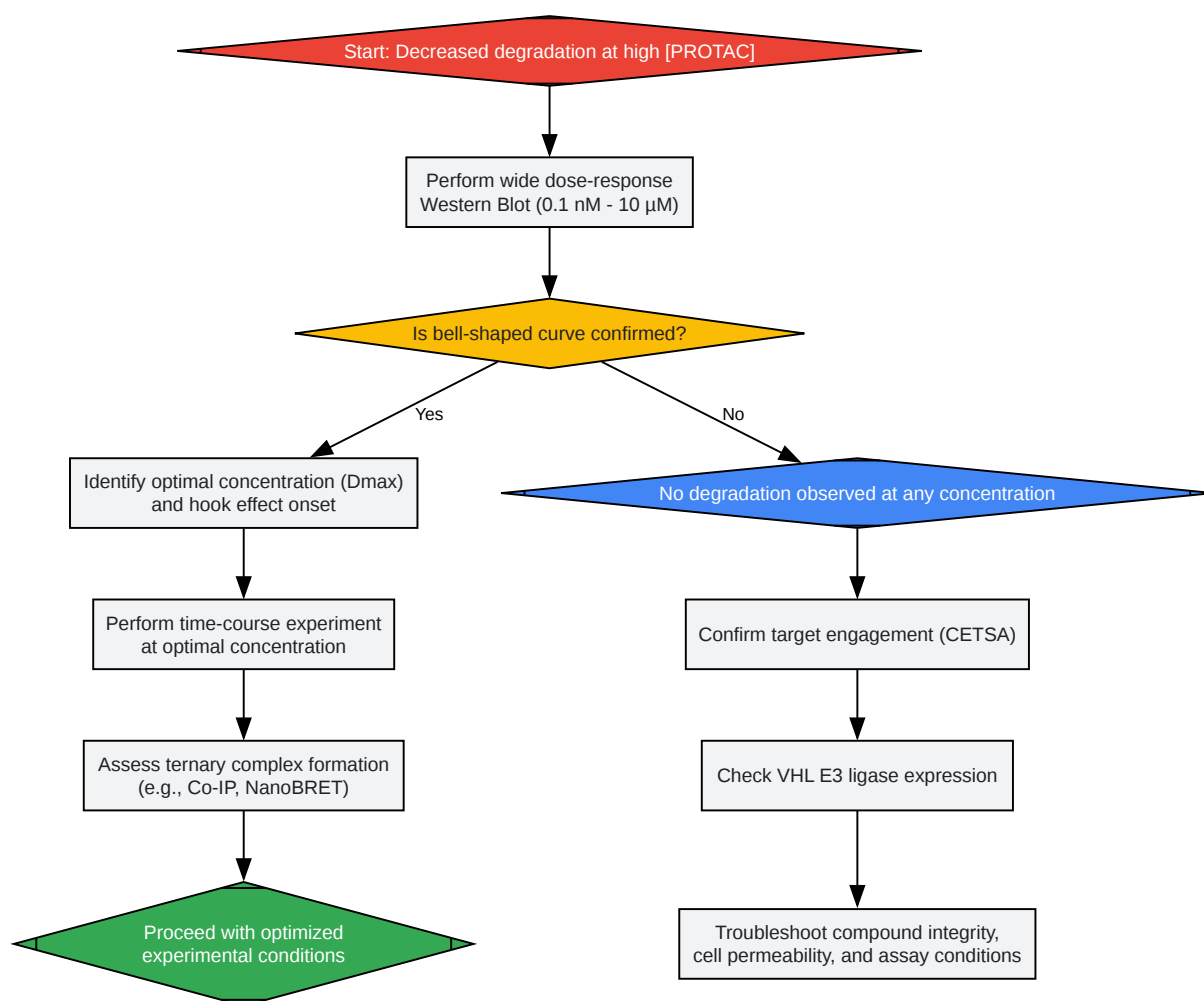 Start: Decreased degradation at high [PROTAC]
Perform wide dose-response
Western Blot (0.1 nM - 10 µM)
Is bell-shaped curve confirmed?
Yes
No
Identify optimal concentration (Dmax)
and hook effect onset
No degradation observed at any concentration
Perform time-course experiment
at optimal concentration
Confirm target engagement (CETSA)
Assess ternary complex formation
(e.g., Co-IP, NanoBRET)
Check VHL E3 ligase expression
Proceed with optimized
experimental conditions
Troubleshoot compound integrity,
cell permeability, and assay conditions